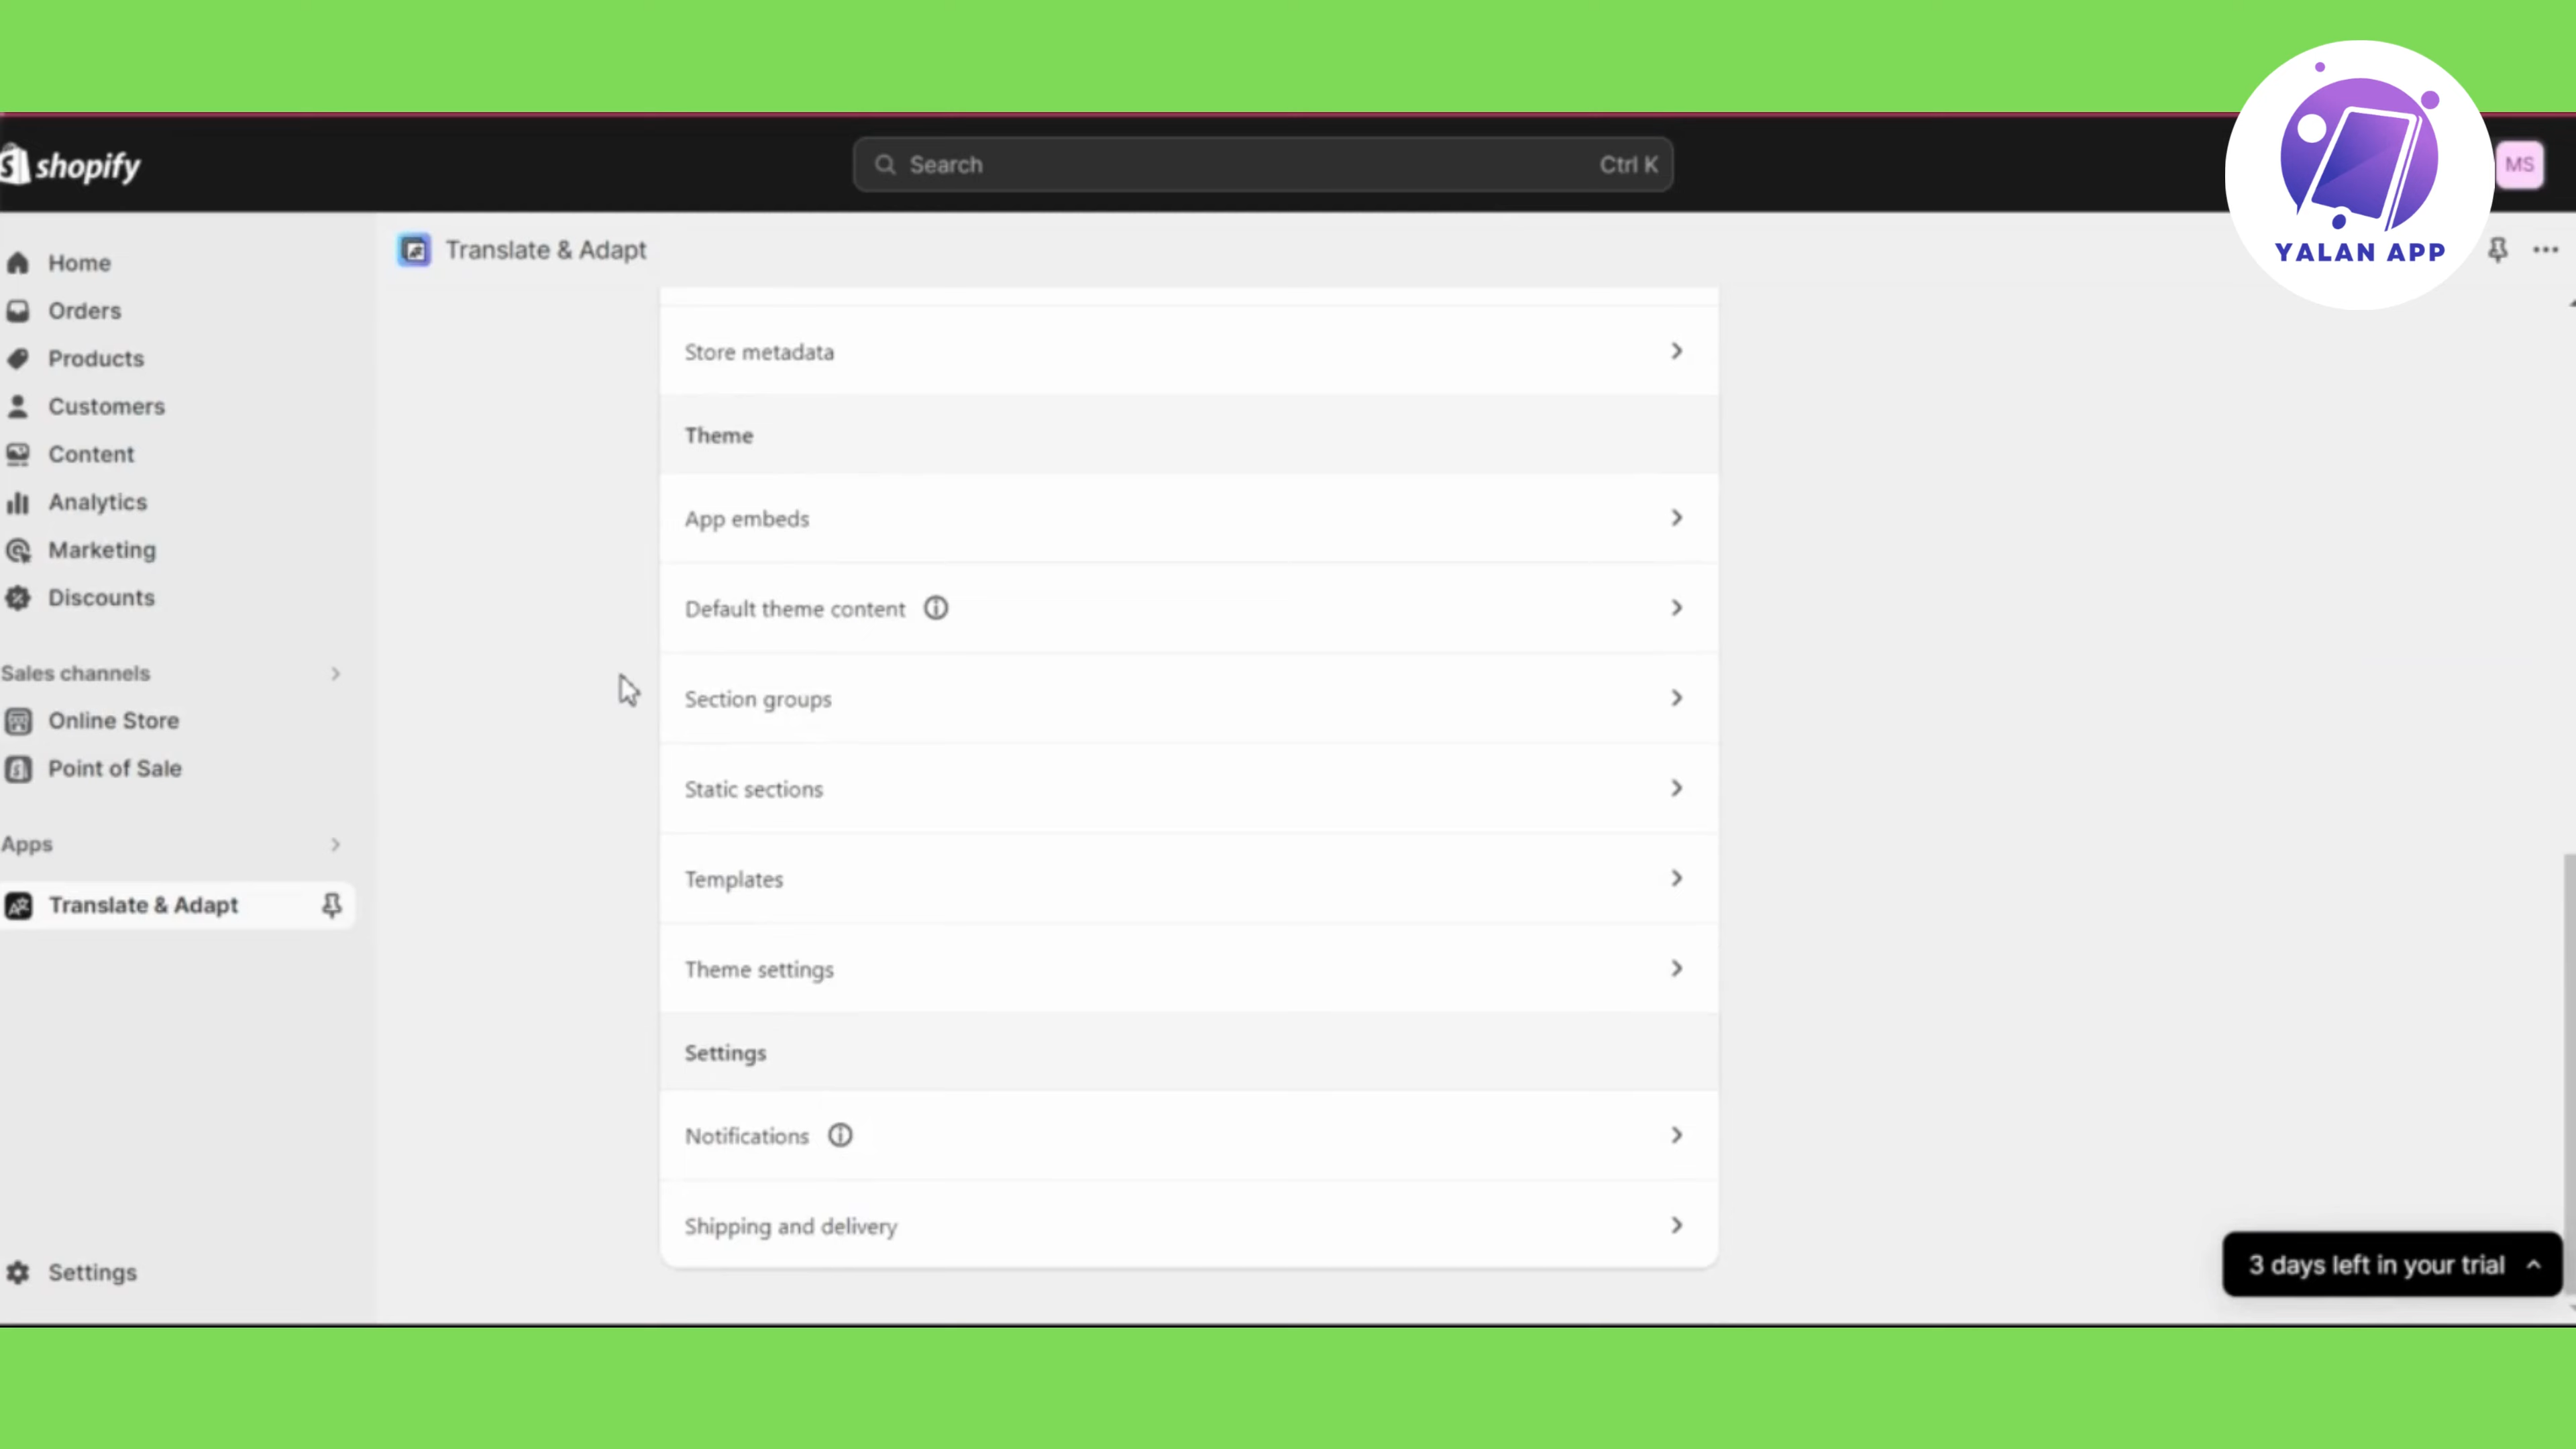 shopify
Search
Ctrl K
MS
YALAN APP
Home
Orders
Products
Customers
Content
Analytics
Marketing
Discounts
Sales channels
Online Store
Point of Sale
Apps
Translate & Adapt
Settings
Translate & Adapt
Store metadata
Theme
App embeds
Default theme content
Section groups
Static sections
Templates
Theme settings
Settings
Notifications
Shipping and delivery
3 days left in your trial